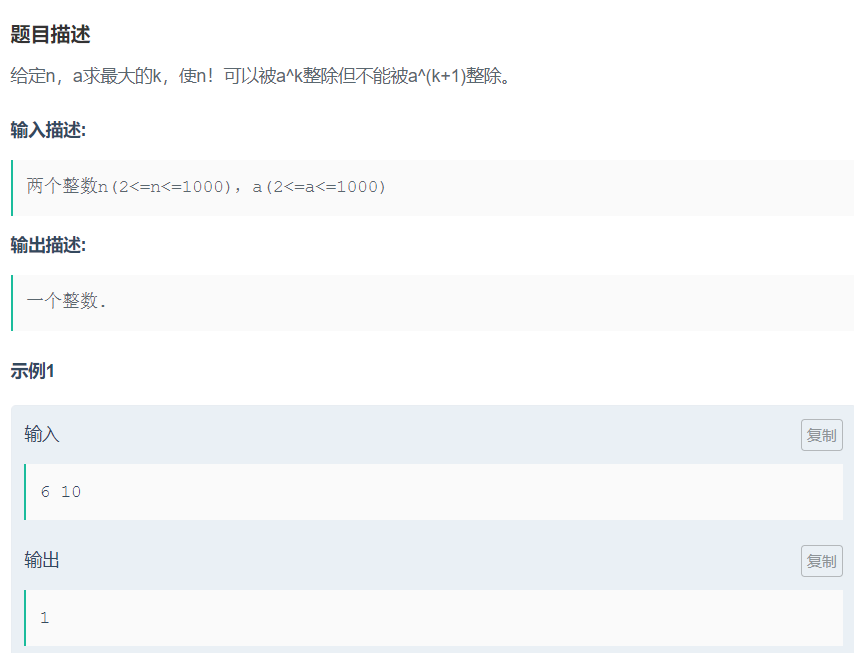 题目描述
给定n，a求最大的k，使n！可以被a^k整除但不能被a^(k+1)整除。
输入描述:
两个整数n(2<=n<=1000)，a(2<=a<=1000)
输出描述:
一个整数.
示例1
输入
复制
6 10
输出
复制
1